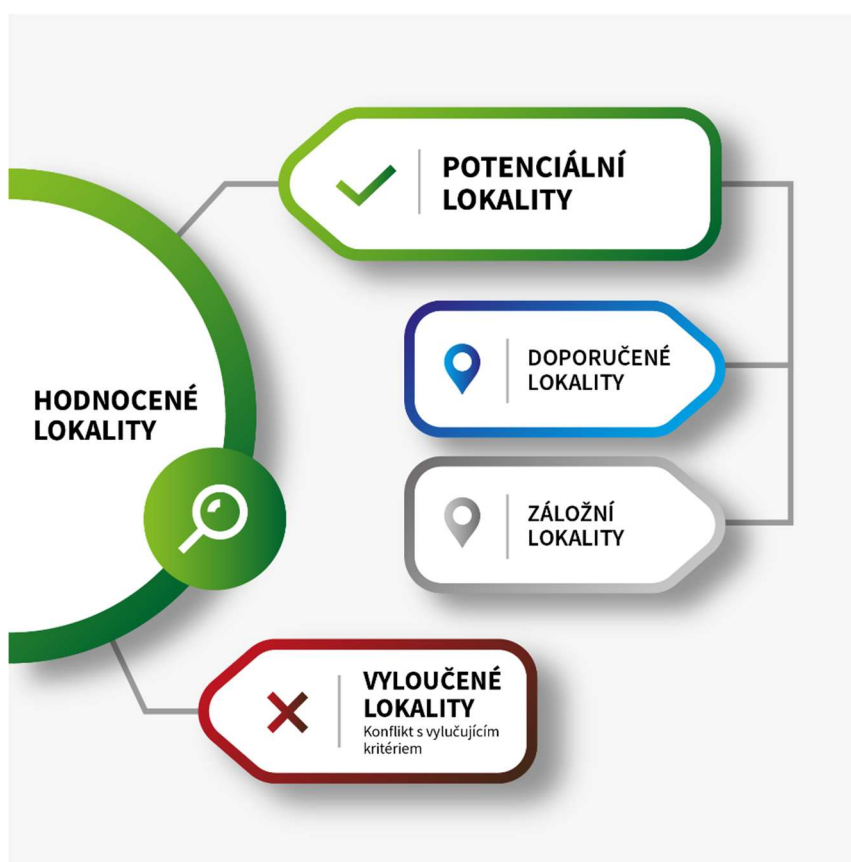 POTENCIÁLNÍ
LOKALITY
DOPORUČENÉ
LOKALITY
HODNOCENÉ
LOKALITY
ZÁLOŽNÍ
LOKALITY
VYLOUČENÉ
LOKALITY
Konflikt s vylučujícím
kritériem